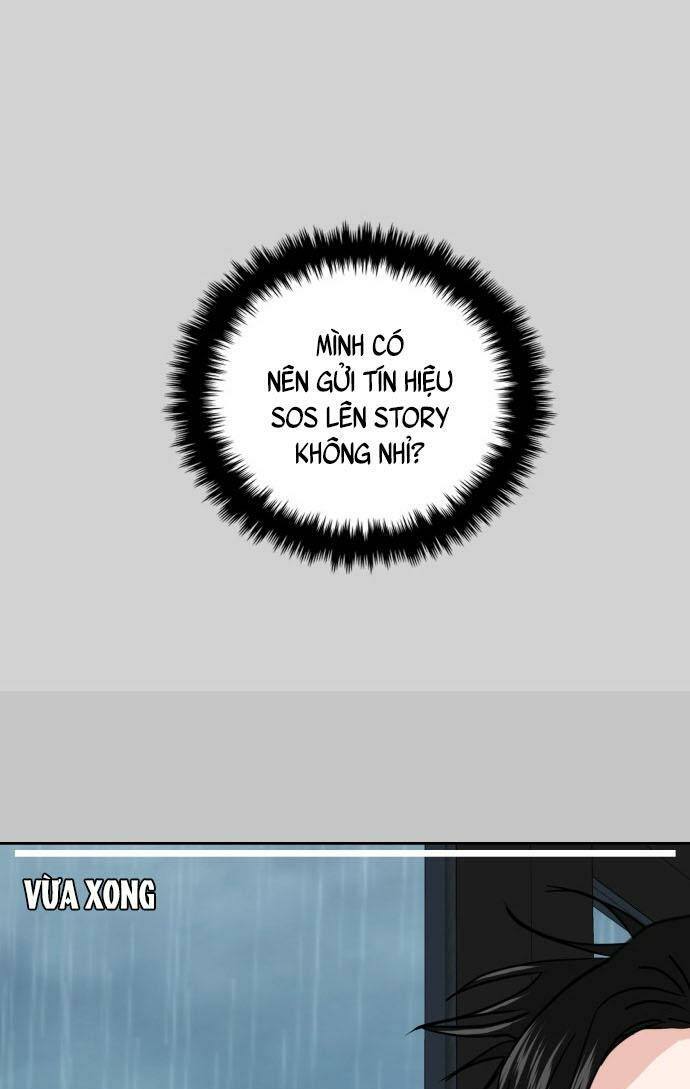 MÌNH CÓ
NÊN GỬI TÍN HIỆU
SOS LÊN STORY
KHÔNG NHỈ?
VỪA XONG